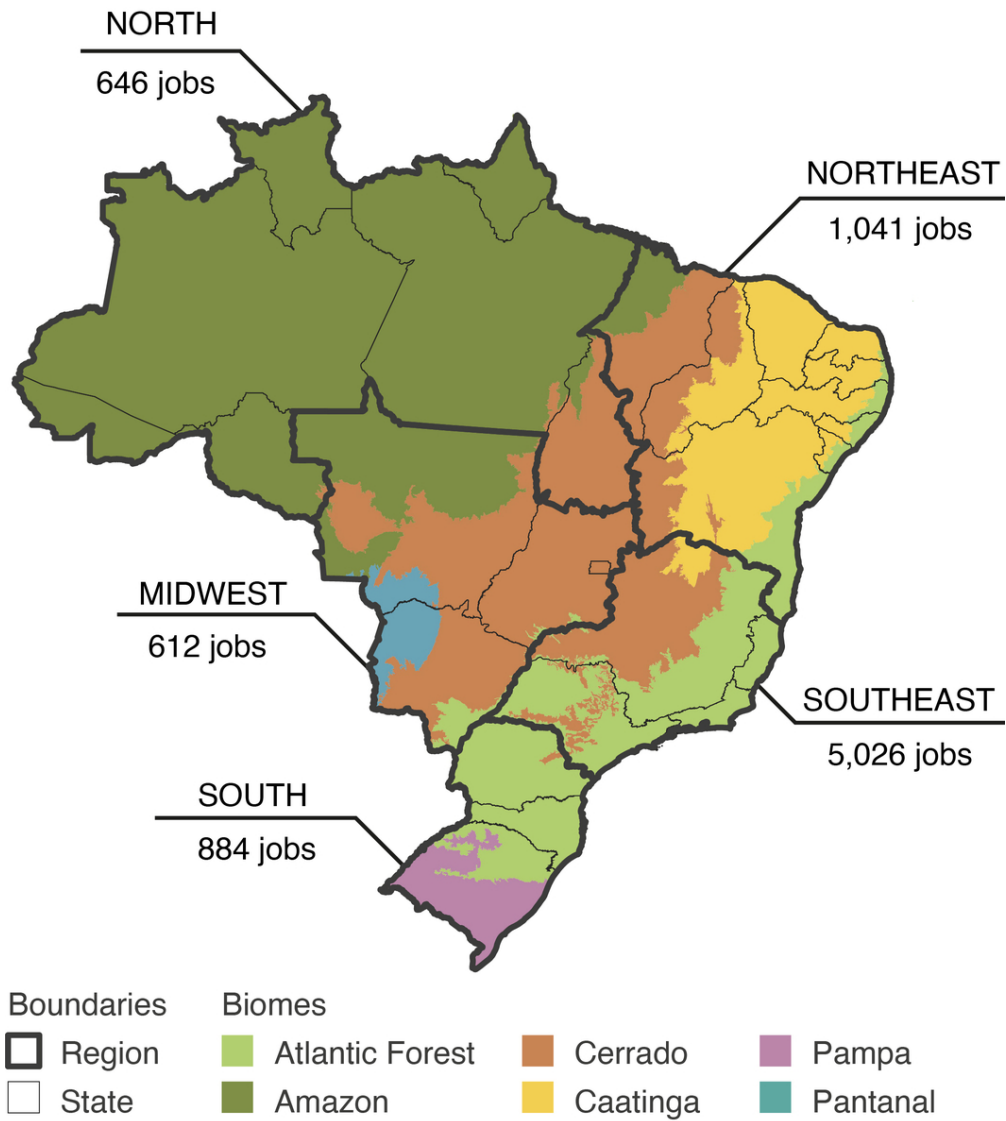 NORTH
646 jobs
NORTHEAST
1,041 jobs
MIDWEST
612 jobs
SOUTHEAST
5,026 jobs
SOUTH
884 jobs
Boundaries
Region
State
Biomes
Atlantic Forest
Amazon
Cerrado
Caatinga
Pampa
Pantanal